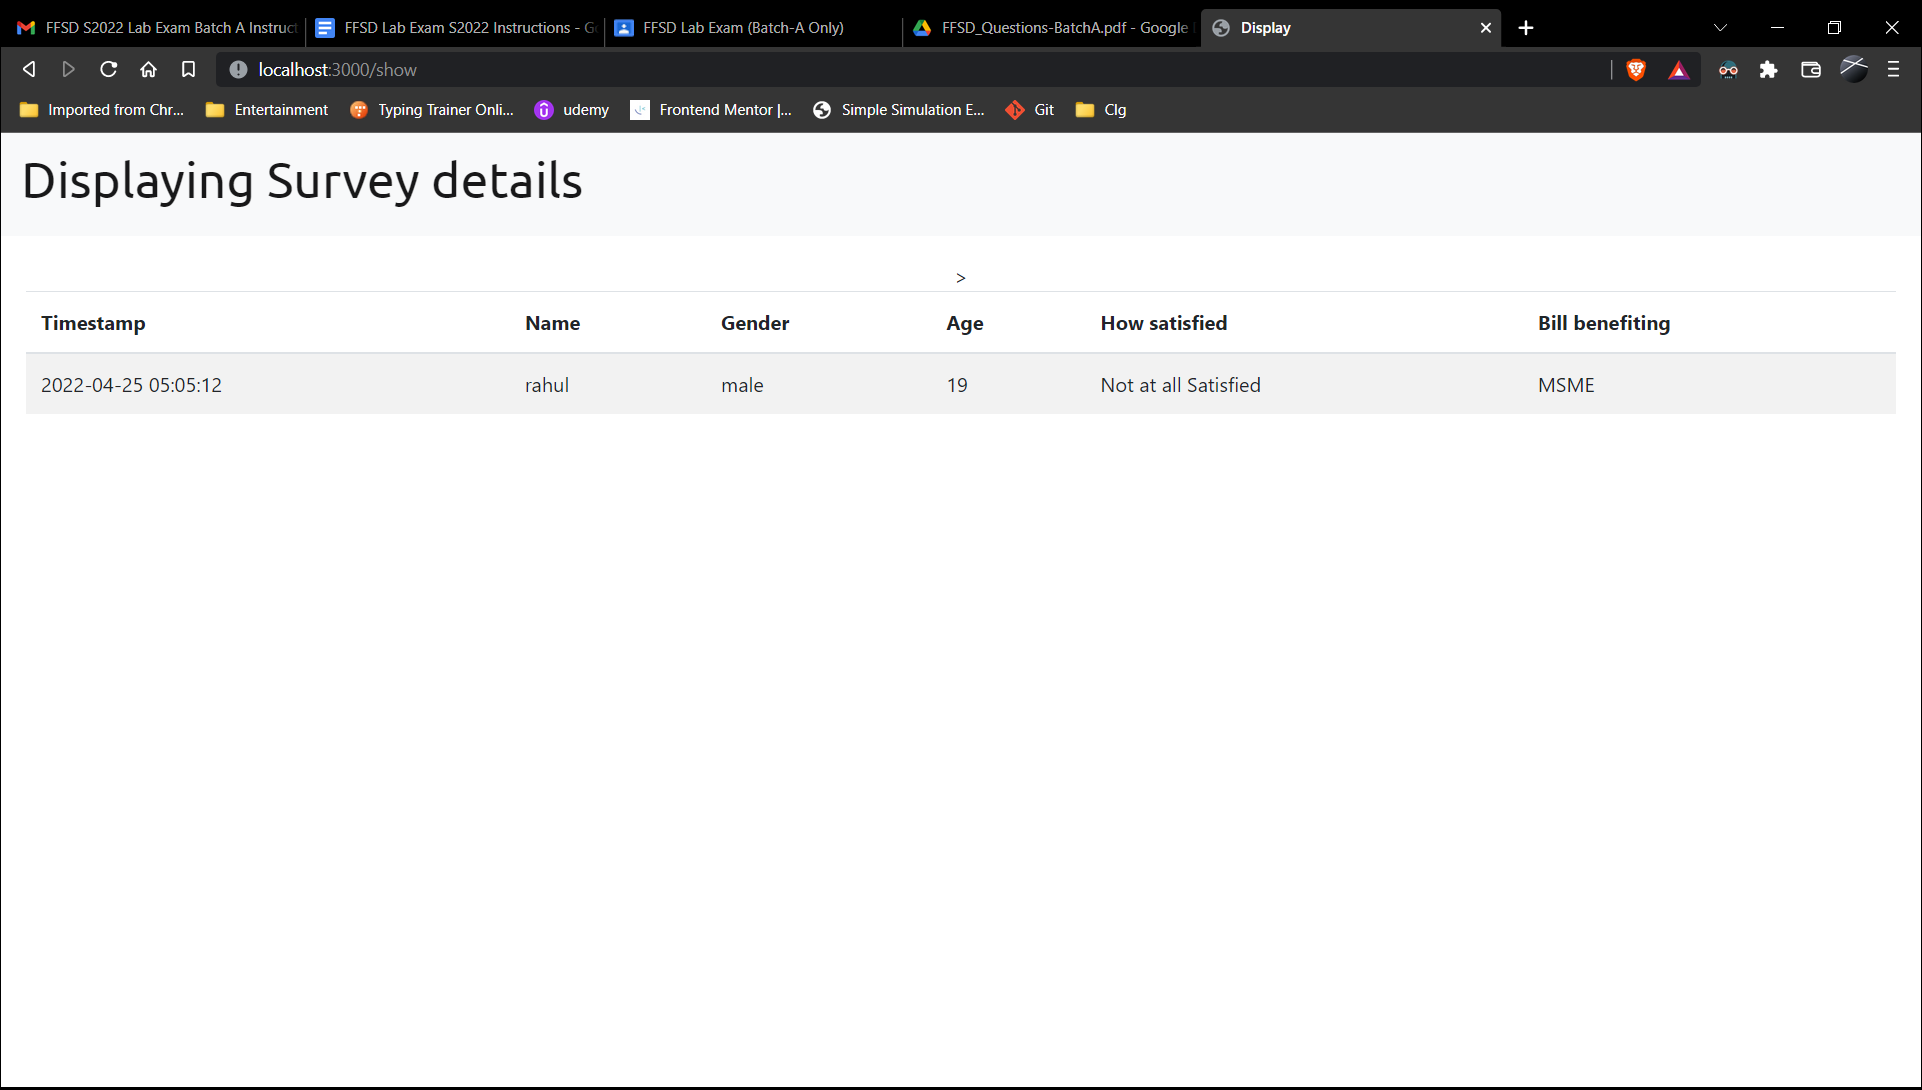 FFSD S2022 Lab Exam Batch A Instruct
FFSD Lab Exam S2022 Instructions - Go
FFSD Lab Exam (Batch-A Only)
FFSD_Questions-BatchA.pdf - Google
Display
localhost:3000/show
Imported from Chr...
Entertainment
Typing Trainer Onli...
udemy
Frontend Mentor |...
Simple Simulation E...
Git
Clg
Displaying Survey details
>
Timestamp Name Gender Age How satisfied Bill benefiting
2022-04-25 05:05:12 rahul male 19 Not at all Satisfied MSME